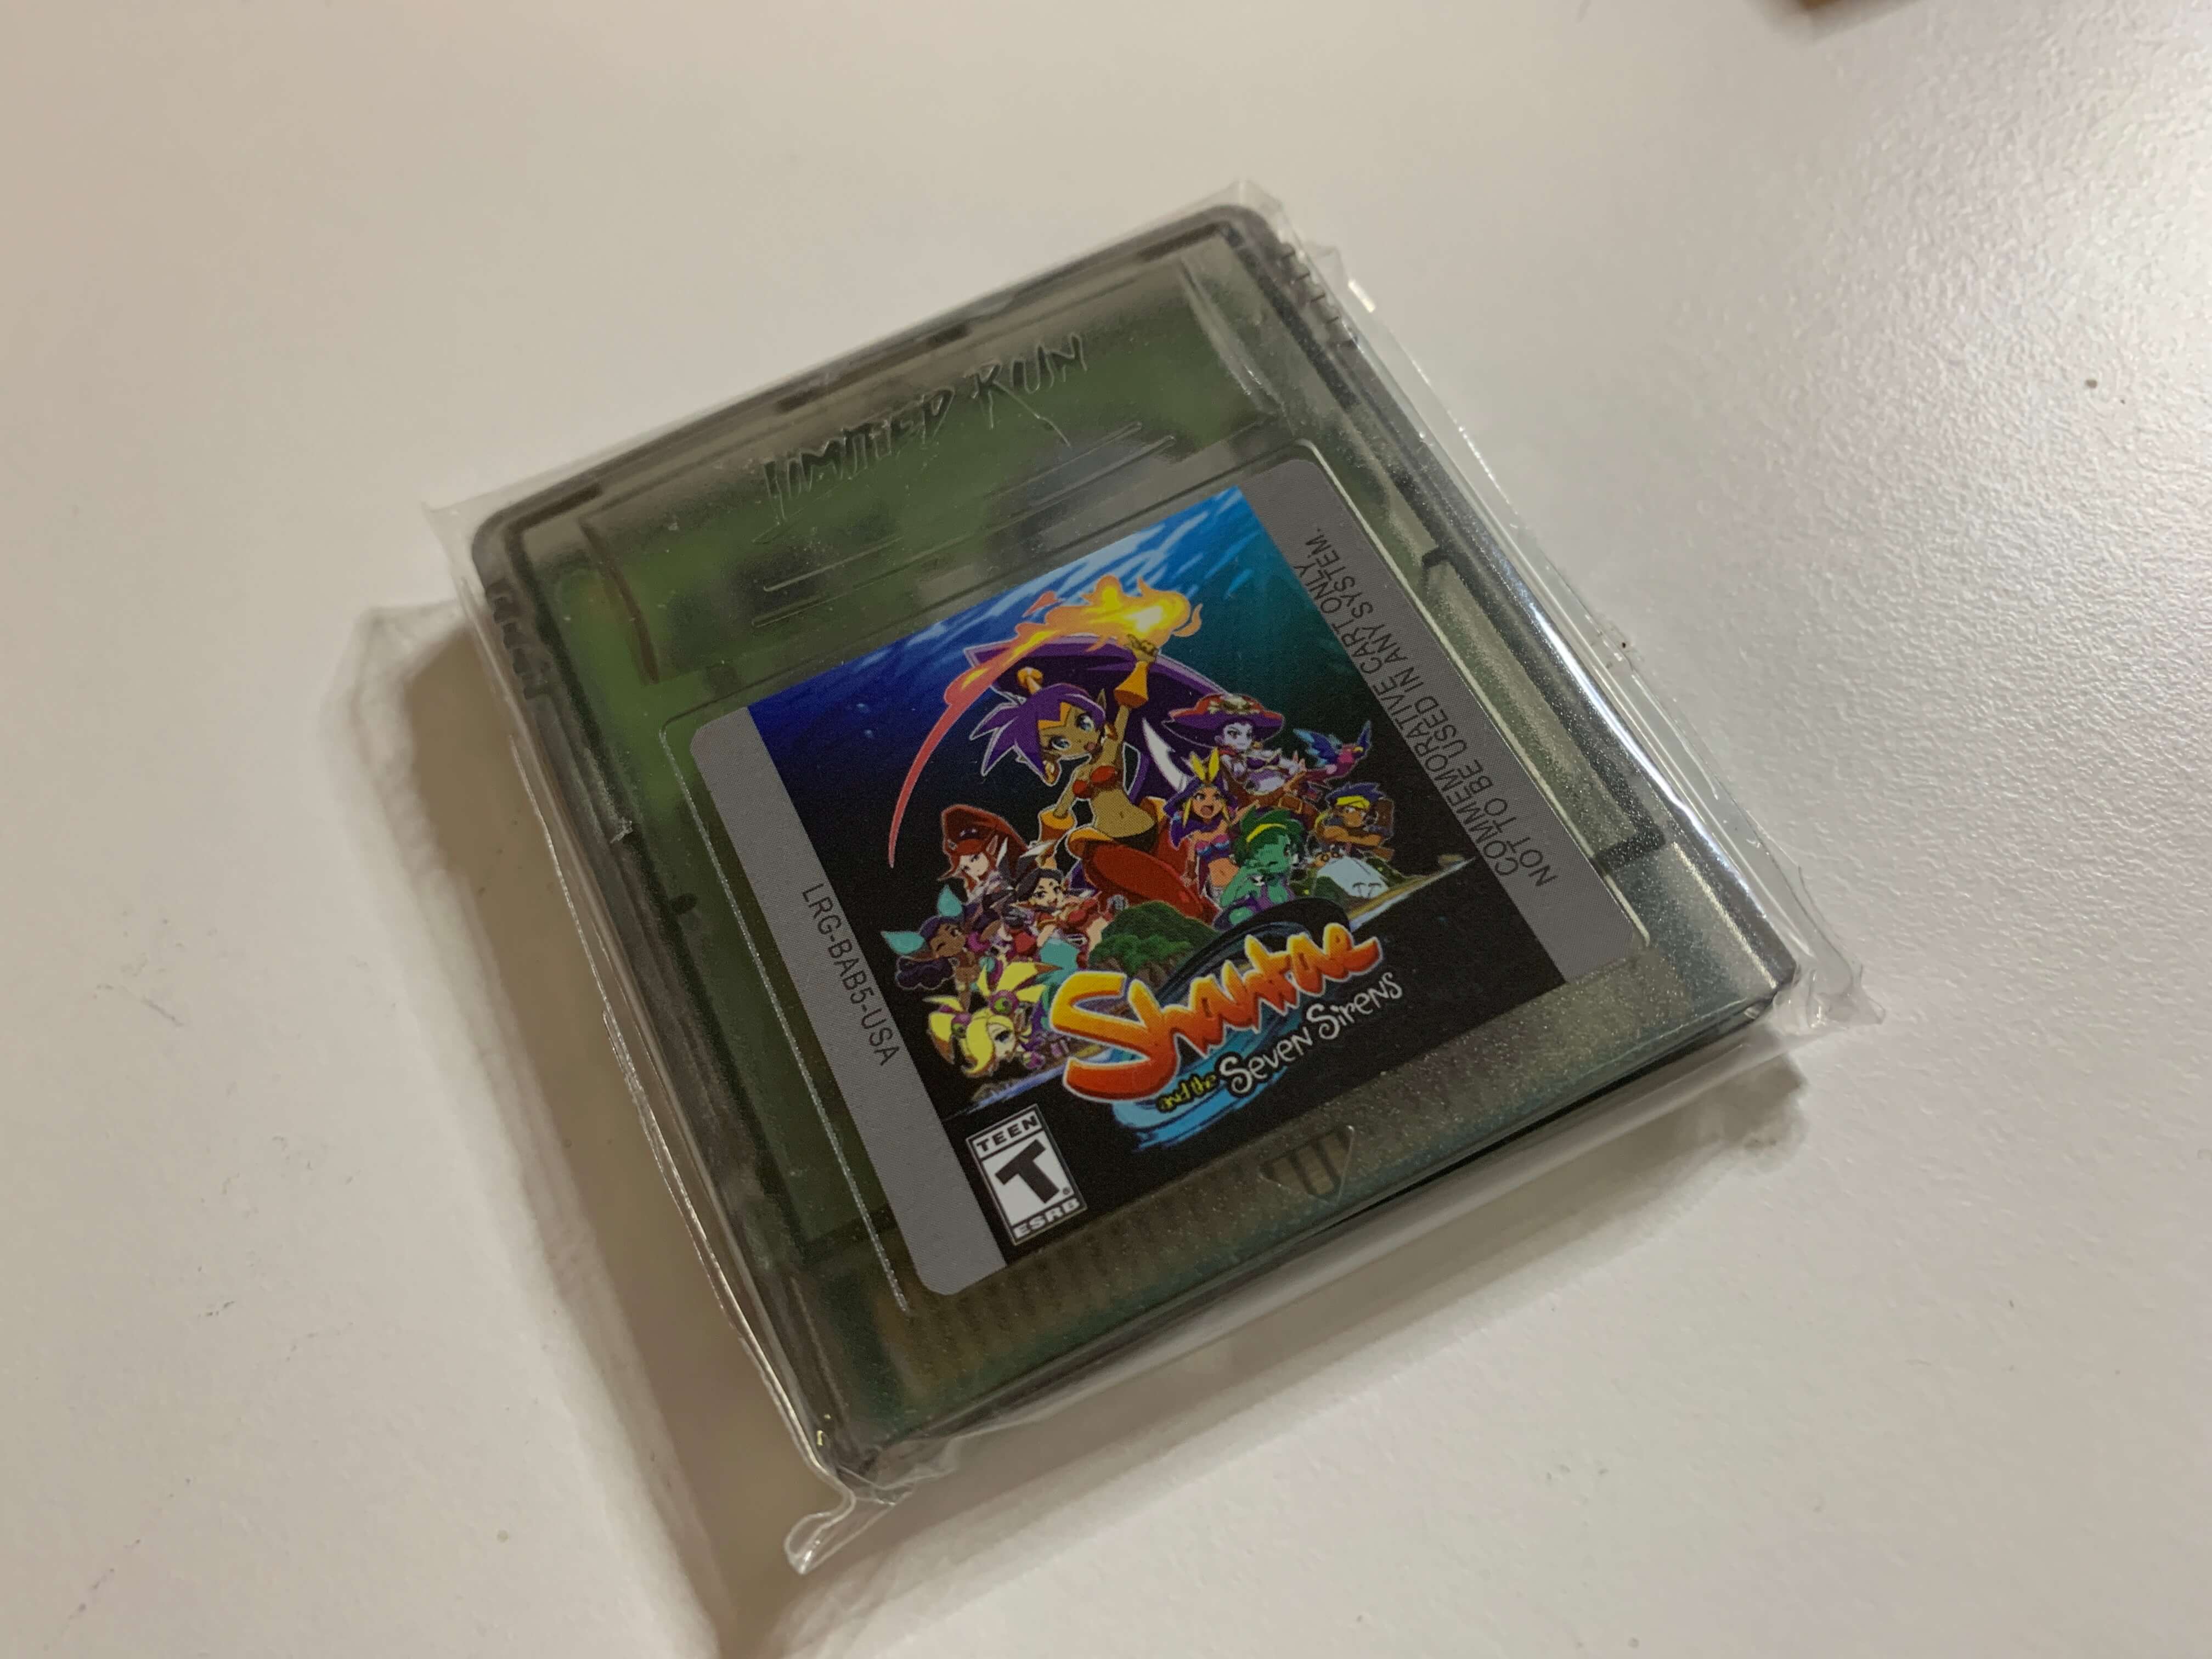 LIMITED RUN
COMMEMORATIVE CART ONLY.
NOT TO BE USED IN ANY SYSTEM.
LRG-BAB5-USA
Shantae
and the Seven Sirens
TEEN
T
ESRB